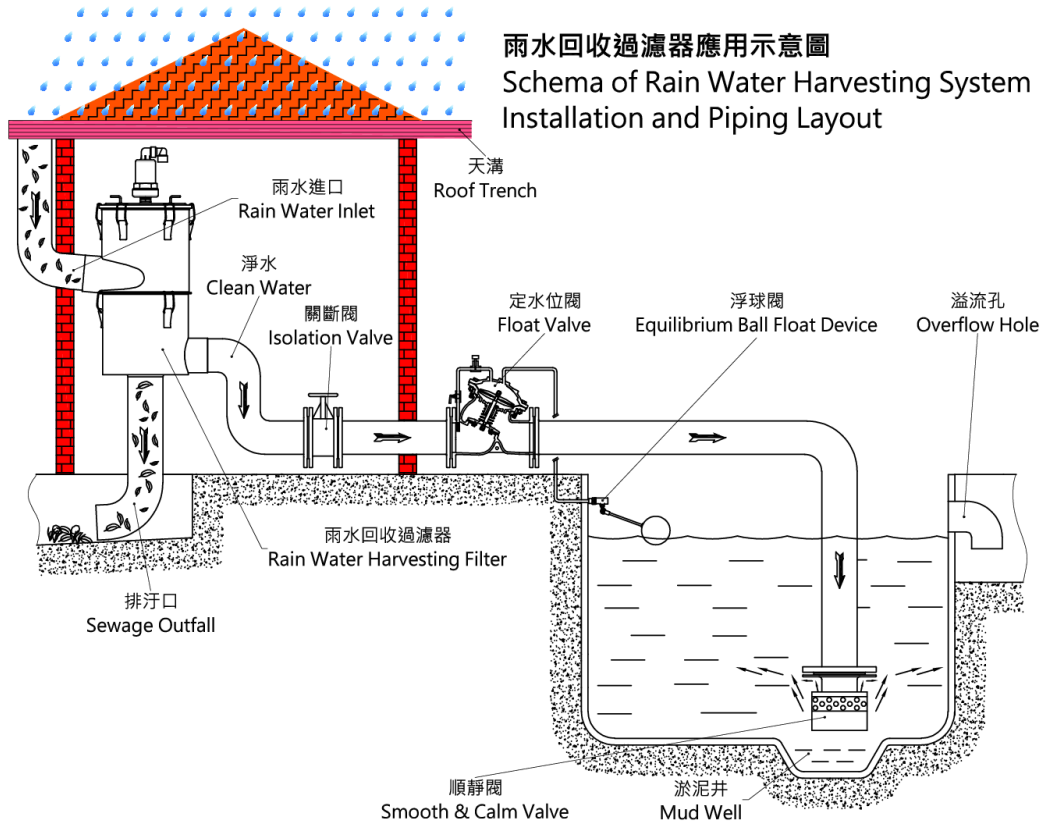 雨水回收過濾器應用示意圖
Schema of Rain Water Harvesting System
Installation and Piping Layout
天溝
Roof Trench
雨水進口
Rain Water Inlet
淨水
Clean Water
關斷閥
Isolation Valve
定水位閥
Float Valve
浮球閥
Equilibrium Ball Float Device
溢流孔
Overflow Hole
雨水回收過濾器
Rain Water Harvesting Filter
排汙口
Sewage Outfall
順靜閥
Smooth & Calm Valve
淤泥井
Mud Well